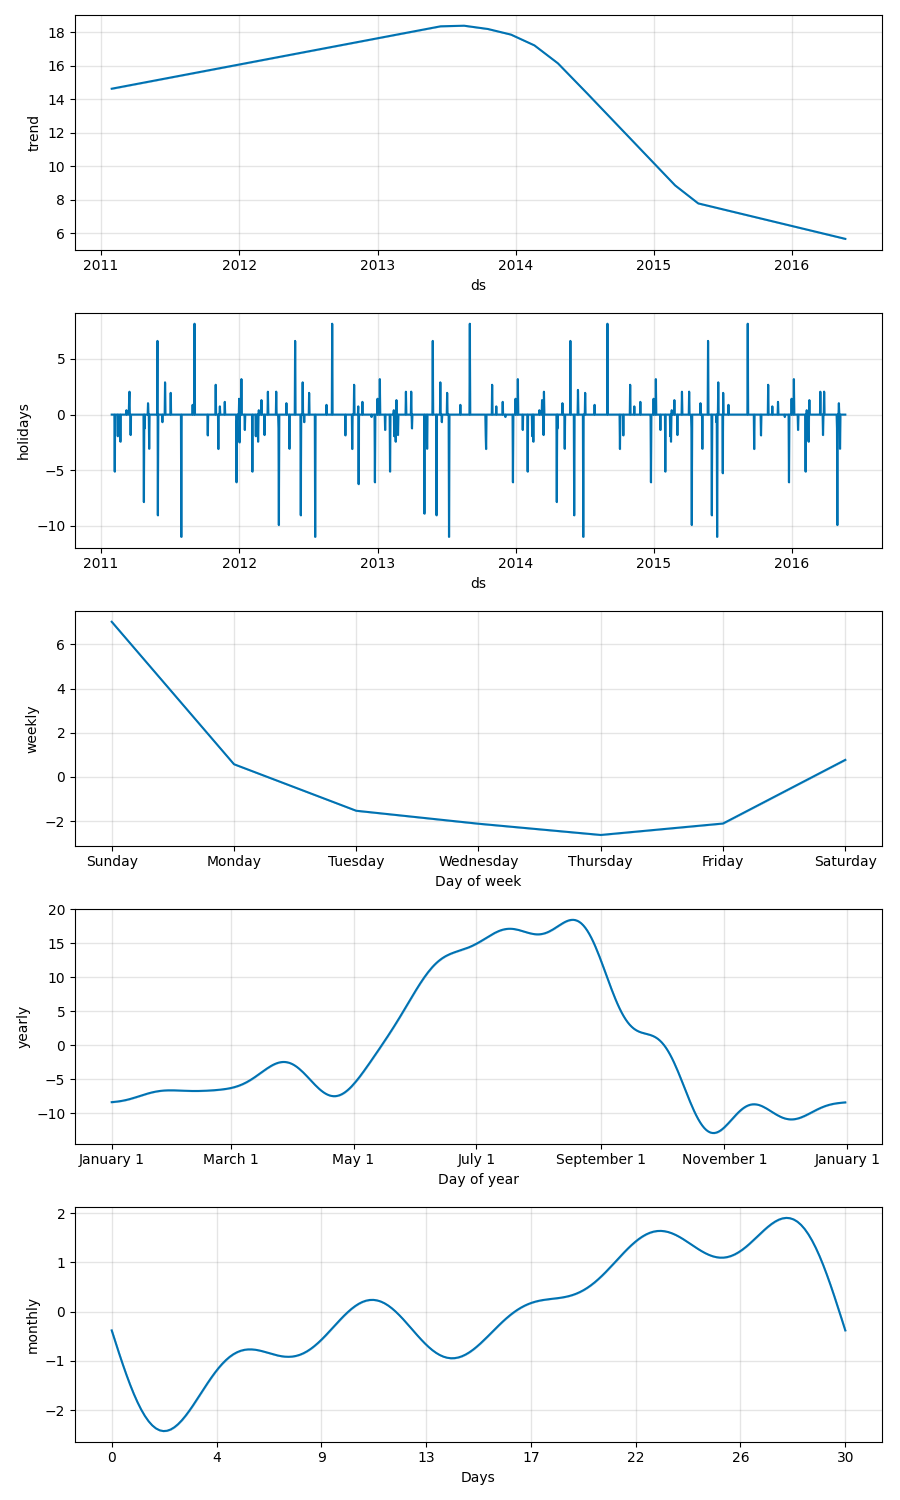 18
16
14
12
10
8
6
trend
2011 2012 2013 2014 2015 2016
ds
5
0
−5
−10
holidays
2011 2012 2013 2014 2015 2016
ds
6
4
2
0
−2
weekly
Sunday Monday Tuesday Wednesday Thursday Friday Saturday
Day of week
20
15
10
5
0
−5
−10
yearly
January 1 March 1 May 1 July 1 September 1 November 1 January 1
Day of year
2
1
0
−1
−2
monthly
0 4 9 13 17 22 26 30
Days